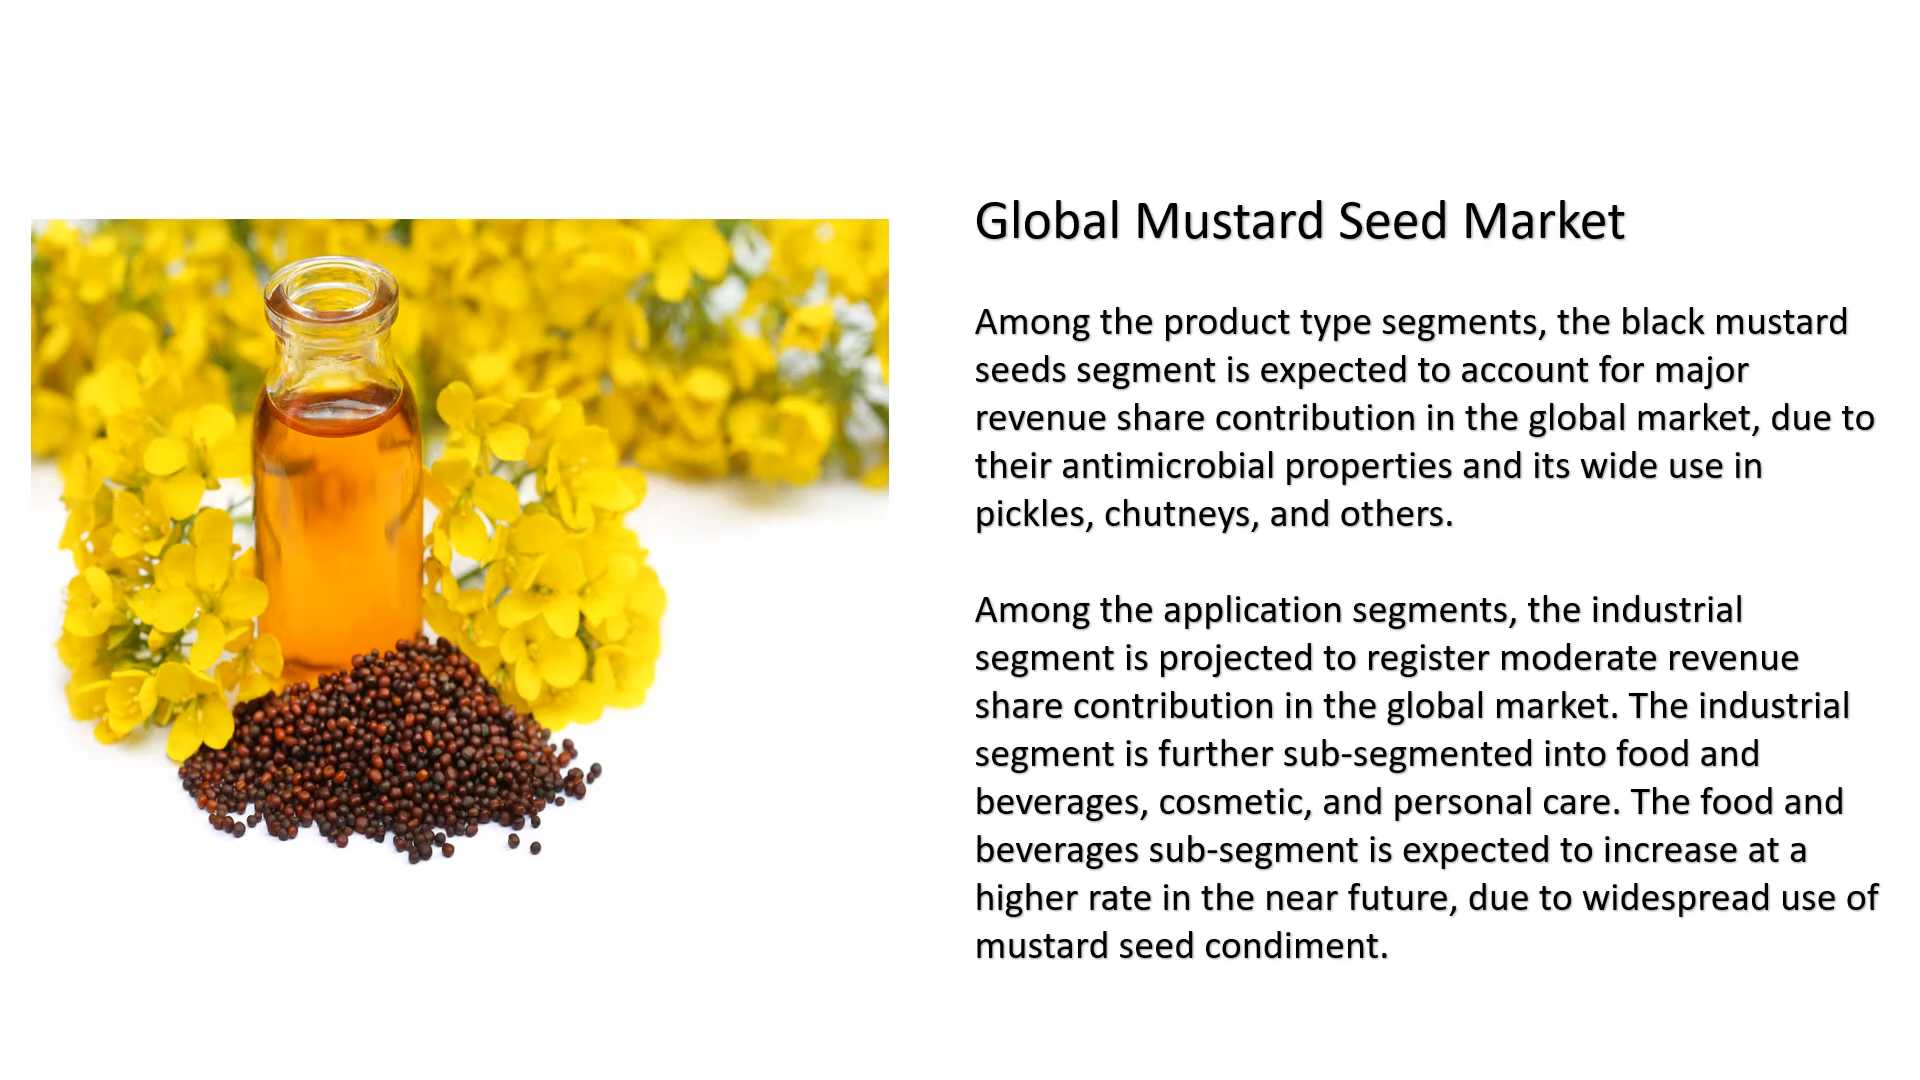 Global Mustard Seed Market
Among the product type segments, the black mustard
seeds segment is expected to account for major
revenue share contribution in the global market, due to
their antimicrobial properties and its wide use in
pickles, chutneys, and others.
Among the application segments, the industrial
segment is projected to register moderate revenue
share contribution in the global market. The industrial
segment is further sub-segmented into food and
beverages, cosmetic, and personal care. The food and
beverages sub-segment is expected to increase at a
higher rate in the near future, due to widespread use of
mustard seed condiment.